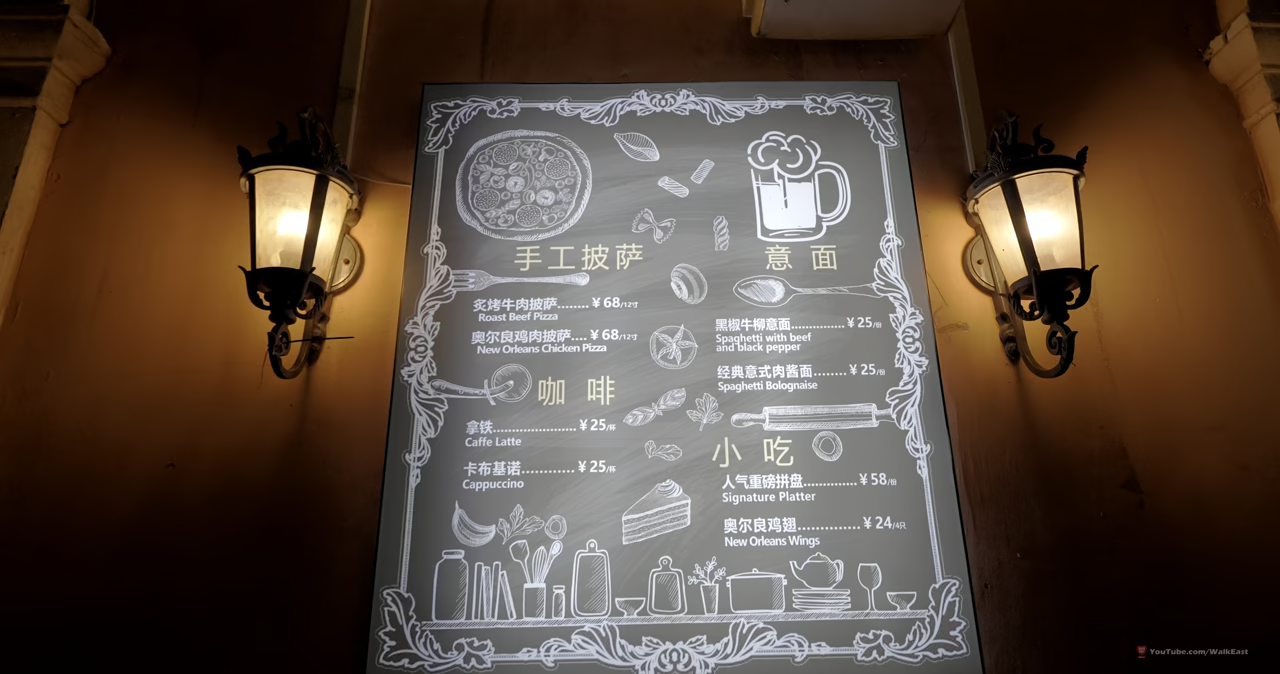 手工披萨
炙烤牛肉披萨........¥68/12寸
Roast Beef Pizza
奥尔良鸡肉披萨....¥68/12寸
New Orleans Chicken Pizza
咖啡
拿铁.....................¥25/杯
Caffe Latte
卡布基诺............¥25/杯
Cappuccino
意面
黑椒牛柳意面..............¥25/份
Spaghetti with beef
and black pepper
经典意式肉酱面........¥25/份
Spaghetti Bolognaise
小吃
人气重磅拼盘.............¥58/份
Signature Platter
奥尔良鸡翅...............¥24/4只
New Orleans Wings
YouTube.com/WalkEast